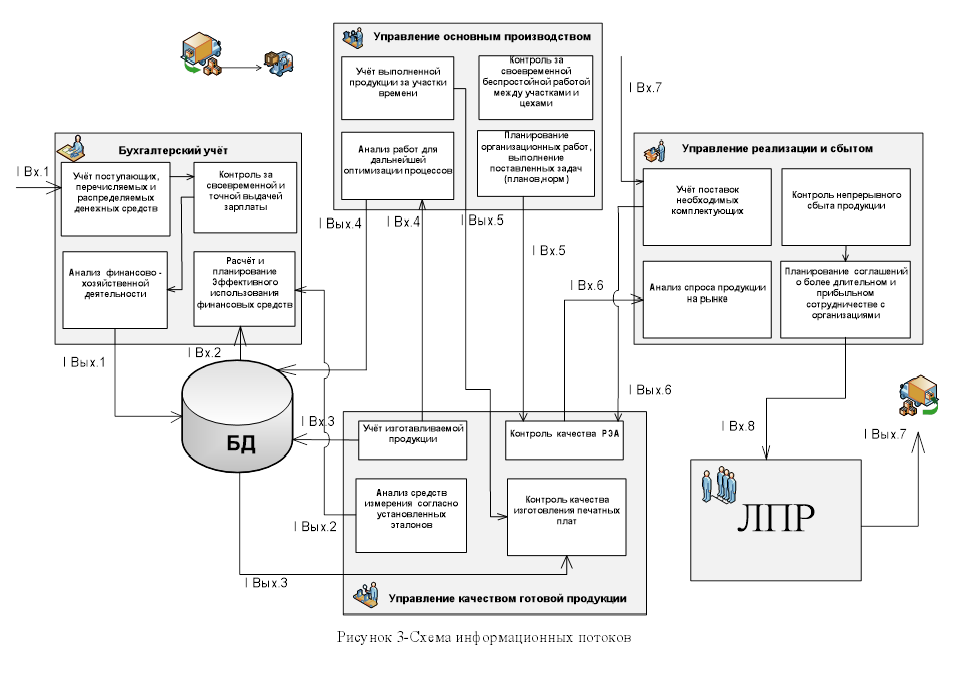 Управление основным производством
Учёт выполненной
продукции за участки
времени
Контроль за
своевременной
беспростойной работой
между участками и
цехами
Анализ работ для
дальнейшей
оптимизации процессов
Планирование
организационных работ,
выполнение
поставленных задач
(планов,норм)
I Вх.7
Бухгалтерский учёт
I Вх.1
Учёт поступающих,
перечисляемых и
распределяемых
денежных средств
Контроль за
своевременной и
точной выдачей
зарплаты
Анализ финансово-
хозяйственной
деятельности
Расчёт и
планирование
Эффективного
использования
финансовых средств
Управление реализации и сбытом
Учёт поставок
необходимых
комплектующих
Контроль непрерывного
сбыта продукции
Анализ спроса продукции
на рынке
Планирование соглашений
о более длительном и
прибыльном
сотрудничестве с
организациями
I Вых.4
I Вх.4
I Вых.5
I Вх.5
I Вх.6
I Вых.1
I Вх.2
I Вх.3
I Вых.6
I Вх.8
I Вых.7
БД
Учёт изготавливаемой
продукции
Контроль качества РЭА
Анализ средств
измерения согласно
установленных
эталонов
Контроль качества
изготовления печатных
плат
I Вых.2
I Вых.3
Управление качеством готовой продукции
ЛПР
Рисунок 3-Схема информационных потоков